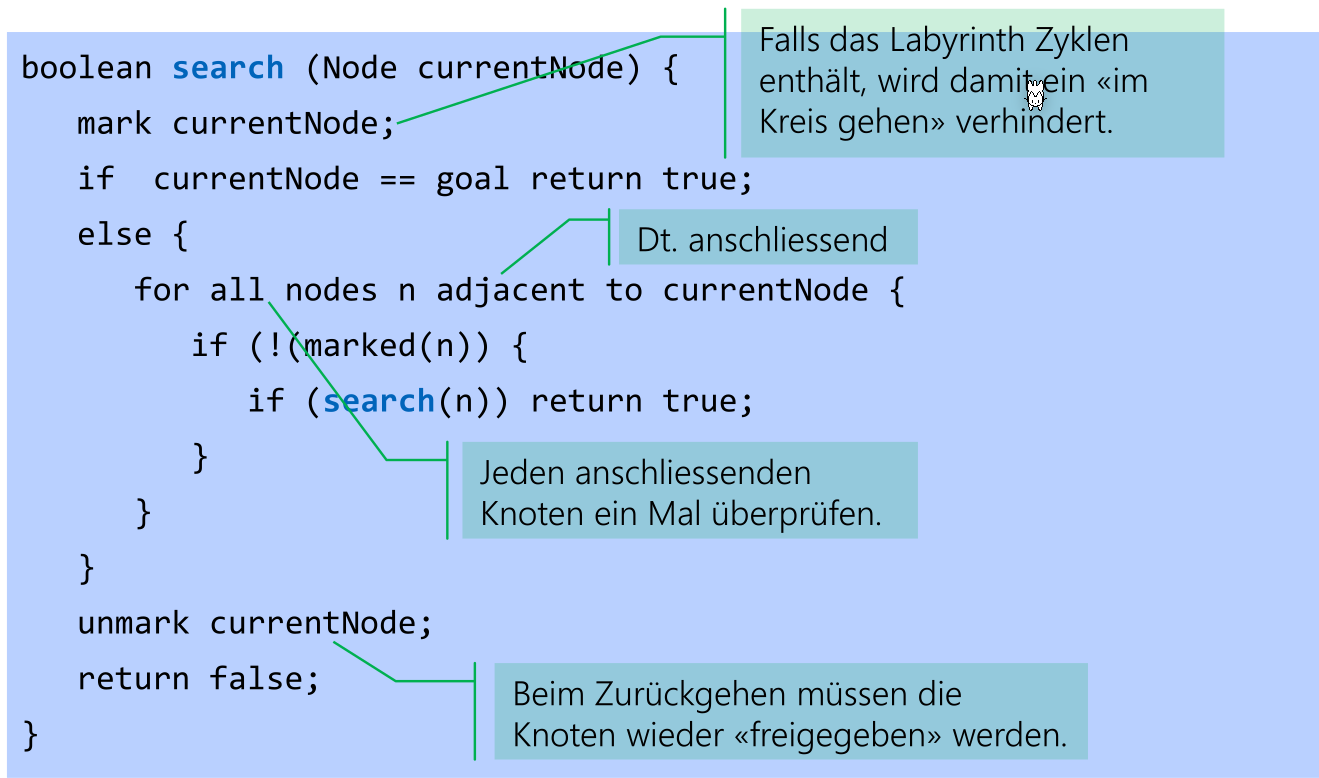 Falls das Labyrinth Zyklen
enthält, wird damit ein «im
Kreis gehen» verhindert.
boolean search (Node currentNode) {
mark currentNode;
if  currentNode == goal return true;
else {
Dt. anschliessend
for all nodes n adjacent to currentNode {
if (!(marked(n)) {
if (search(n)) return true;
}
Jeden anschliessenden
Knoten ein Mal überprüfen.
}
}
unmark currentNode;
return false;
Beim Zurückgehen müssen die
Knoten wieder «freigegeben» werden.
}